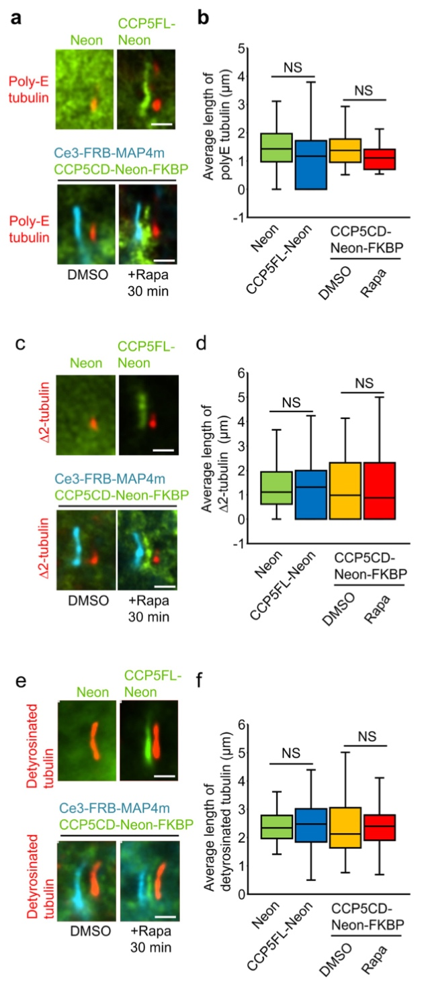 a
Neon
CCP5FL-
Neon
Poly-E
tubulin
Ce3-FRB-MAP4m
CCP5CD-Neon-FKBP
Poly-E
tubulin
DMSO
+Rapa
30 min
b
Average length of
polyE tubulin (μm)
5
4
3
2
1
0
-1
NS
NS
Neon
CCP5FL-Neon
CCP5CD-
Neon-FKBP
DMSO
Rapa
c
Neon
CCP5FL-
Neon
Δ2-tubulin
Ce3-FRB-MAP4m
CCP5CD-Neon-FKBP
Δ2-tubulin
DMSO
+Rapa
30 min
d
Average length of
Δ2-tubulin (μm)
6
5
4
3
2
1
0
-1
NS
NS
Neon
CCP5FL-Neon
CCP5CD-
Neon-FKBP
DMSO
Rapa
e
Neon
CCP5FL-
Neon
Detyrosinated
tubulin
Ce3-FRB-MAP4m
CCP5CD-Neon-FKBP
Detyrosinated
tubulin
DMSO
+Rapa
30 min
f
Average length of
detyrosinated tubulin (μm)
6
5
4
3
2
1
0
NS
NS
Neon
CCP5FL-Neon
CCP5CD-
Neon-FKBP
DMSO
Rapa